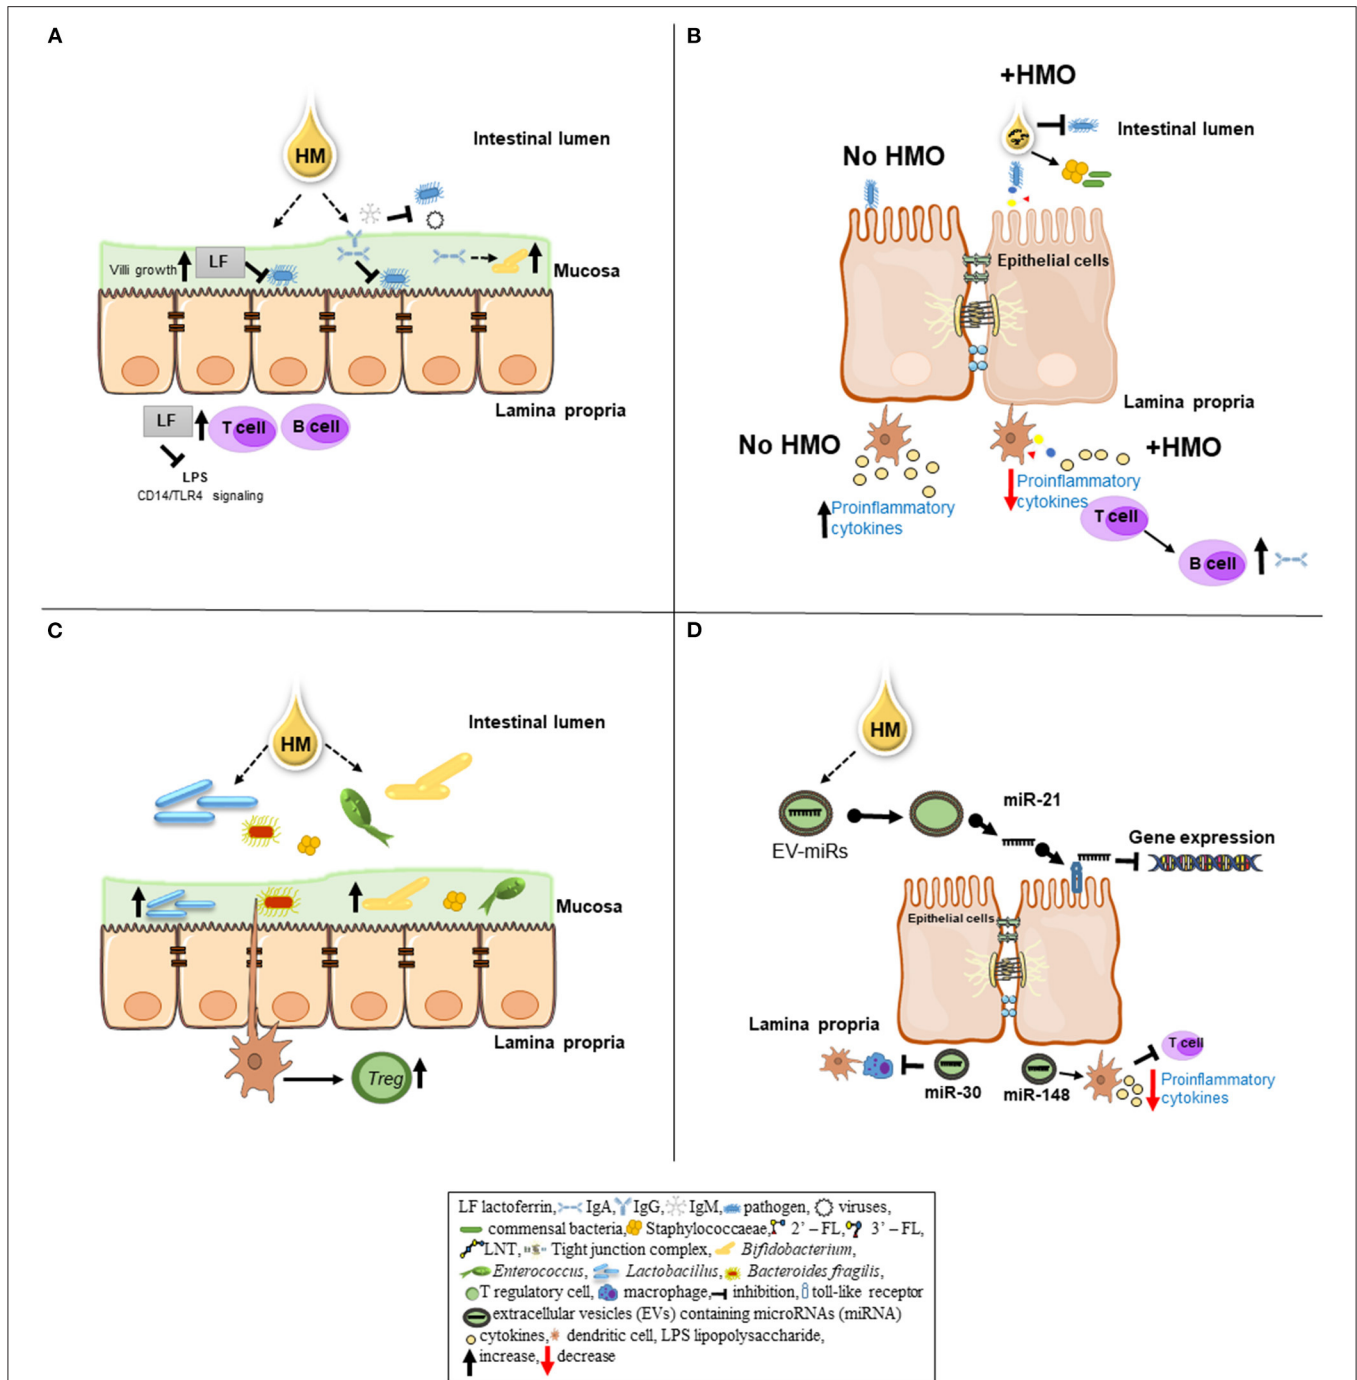 A
HM
Intestinal lumen
Villi growth
LF
Mucosa
Lamina propria
LF
T cell
B cell
LPS
CD14/TLR4 signaling
B
+HMO
No HMO
Intestinal lumen
Epithelial cells
Lamina propria
No HMO
+HMO
Proinflammatory
cytokines
Proinflammatory
cytokines
T cell
B cell
C
HM
Intestinal lumen
Mucosa
Lamina propria
Treg
D
HM
miR-21
EV-miRs
Gene expression
Epithelial cells
Lamina propria
miR-30
miR-148
T cell
Proinflammatory
cytokines
LF lactoferrin, IgA, IgG, IgM, pathogen, viruses,
commensal bacteria, Staphylococcaeae, 2' – FL, 3' – FL,
LNT, Tight junction complex, Bifidobacterium,
Enterococcus, Lactobacillus, Bacteroides fragilis,
T regulatory cell, macrophage, inhibition, toll-like receptor
extracellular vesicles (EVs) containing microRNAs (miRNA)
cytokines, dendritic cell, LPS lipopolysaccharide,
increase, decrease